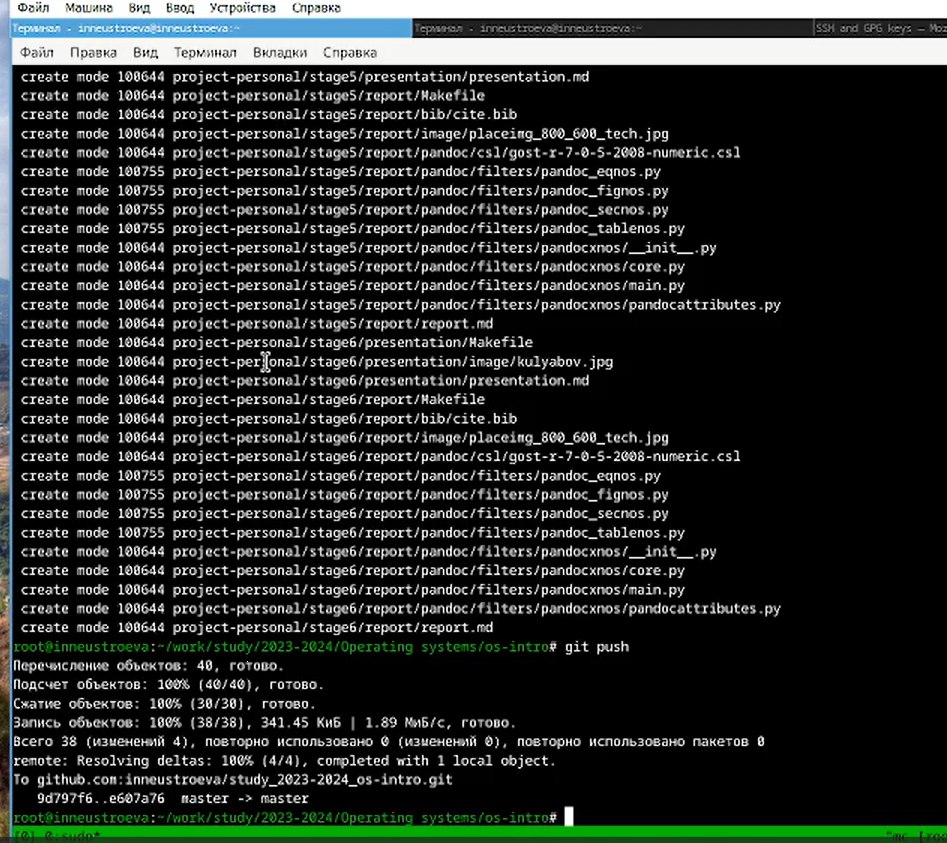 Файл Машина Вид Ввод Устройства Справка
Терминал - inneustroeva@inneustroeva:~ Терминал - inneustroeva@inneustroeva:~ SSH and GPG keys — Moz
Файл Правка Вид Терминал Вкладки Справка
create mode 100644 project-personal/stage5/presentation/presentation.md
create mode 100644 project-personal/stage5/report/Makefile
create mode 100644 project-personal/stage5/report/bib/cite.bib
create mode 100644 project-personal/stage5/report/image/placeimg_800_600_tech.jpg
create mode 100644 project-personal/stage5/report/pandoc/csl/gost-r-7-0-5-2008-numeric.csl
create mode 100755 project-personal/stage5/report/pandoc/filters/pandoc_eqnos.py
create mode 100755 project-personal/stage5/report/pandoc/filters/pandoc_fignos.py
create mode 100755 project-personal/stage5/report/pandoc/filters/pandoc_secnos.py
create mode 100755 project-personal/stage5/report/pandoc/filters/pandoc_tablenos.py
create mode 100644 project-personal/stage5/report/pandoc/filters/pandocxnos/__init__.py
create mode 100644 project-personal/stage5/report/pandoc/filters/pandocxnos/core.py
create mode 100644 project-personal/stage5/report/pandoc/filters/pandocxnos/main.py
create mode 100644 project-personal/stage5/report/pandoc/filters/pandocxnos/pandocattributes.py
create mode 100644 project-personal/stage5/report/report.md
create mode 100644 project-personal/stage6/presentation/Makefile
create mode 100644 project-personal/stage6/presentation/image/kulyabov.jpg
create mode 100644 project-personal/stage6/presentation/presentation.md
create mode 100644 project-personal/stage6/report/Makefile
create mode 100644 project-personal/stage6/report/bib/cite.bib
create mode 100644 project-personal/stage6/report/image/placeimg_800_600_tech.jpg
create mode 100644 project-personal/stage6/report/pandoc/csl/gost-r-7-0-5-2008-numeric.csl
create mode 100755 project-personal/stage6/report/pandoc/filters/pandoc_eqnos.py
create mode 100755 project-personal/stage6/report/pandoc/filters/pandoc_fignos.py
create mode 100755 project-personal/stage6/report/pandoc/filters/pandoc_secnos.py
create mode 100755 project-personal/stage6/report/pandoc/filters/pandoc_tablenos.py
create mode 100644 project-personal/stage6/report/pandoc/filters/pandocxnos/__init__.py
create mode 100644 project-personal/stage6/report/pandoc/filters/pandocxnos/core.py
create mode 100644 project-personal/stage6/report/pandoc/filters/pandocxnos/main.py
create mode 100644 project-personal/stage6/report/pandoc/filters/pandocxnos/pandocattributes.py
create mode 100644 project-personal/stage6/report/report.md
root@inneustroeva:~/work/study/2023-2024/Operating systems/os-intro# git push
Перечисление объектов: 40, готово.
Подсчет объектов: 100% (40/40), готово.
Сжатие объектов: 100% (30/30), готово.
Запись объектов: 100% (38/38), 341.45 КиБ | 1.89 МиБ/с, готово.
Всего 38 (изменений 4), повторно использовано 0 (изменений 0), повторно использовано пакетов 0
remote: Resolving deltas: 100% (4/4), completed with 1 local object.
To github.com:inneustroeva/study_2023-2024_os-intro.git
9d797f6..e607a76 master -> master
root@inneustroeva:~/work/study/2023-2024/Operating systems/os-intro#
[0] 0:sudo* "mc [roo